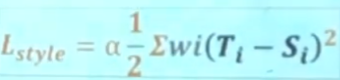 L_style = α 1/2 Σwi(T_i − S_i)²